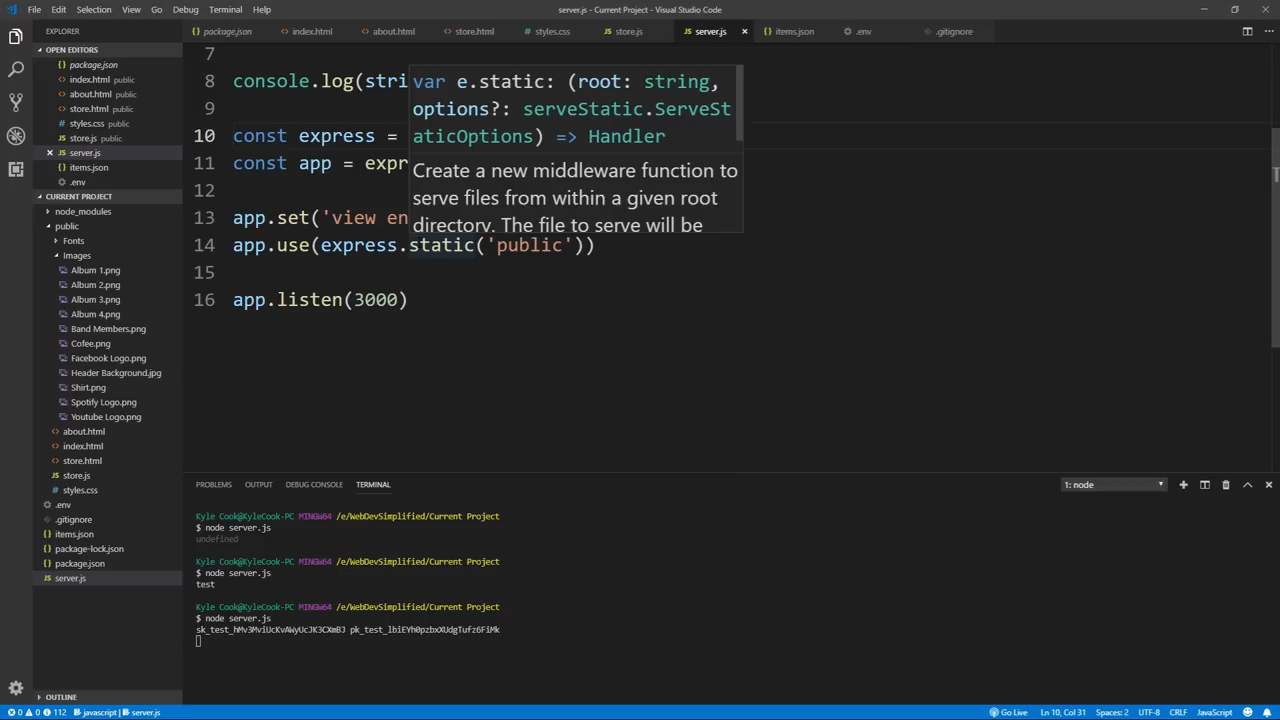 File Edit Selection View Go Debug Terminal Help
server.js - Current Project - Visual Studio Code
EXPLORER
OPEN EDITORS
package.json
index.html public
about.html public
store.html public
styles.css public
store.js public
server.js
items.json
.env
CURRENT PROJECT
node_modules
public
Fonts
Images
Album 1.png
Album 2.png
Album 3.png
Album 4.png
Band Members.png
Cofee.png
Facebook Logo.png
Header Background.jpg
Shirt.png
Spotify Logo.png
Youtube Logo.png
about.html
index.html
store.html
store.js
styles.css
.env
.gitignore
items.json
package-lock.json
package.json
server.js
OUTLINE
package.json index.html about.html store.html styles.css store.js server.js items.json .env .gitignore
7
8 console.log(stri
9
10 const express =
11 const app = expr
12
13 app.set('view en
14 app.use(express.static('public'))
15
16 app.listen(3000)
var e.static: (root: string,
options?: serveStatic.ServeSt
aticOptions) => Handler
Create a new middleware function to
serve files from within a given root
directory. The file to serve will be
PROBLEMS OUTPUT DEBUG CONSOLE TERMINAL
1: node
Kyle Cook@KyleCook-PC MINGW64 /e/WebDevSimplified/Current Project
$ node server.js
undefined
Kyle Cook@KyleCook-PC MINGW64 /e/WebDevSimplified/Current Project
$ node server.js
test
Kyle Cook@KyleCook-PC MINGW64 /e/WebDevSimplified/Current Project
$ node server.js
sk_test_hMv3MviUcKvAWyUcJK3CXmBJ pk_test_lbiEYh0pzbxXUdgTufz6FiMk
0 0 112 javascript server.js
Go Live Ln 10, Col 31 Spaces: 2 UTF-8 CRLF JavaScript